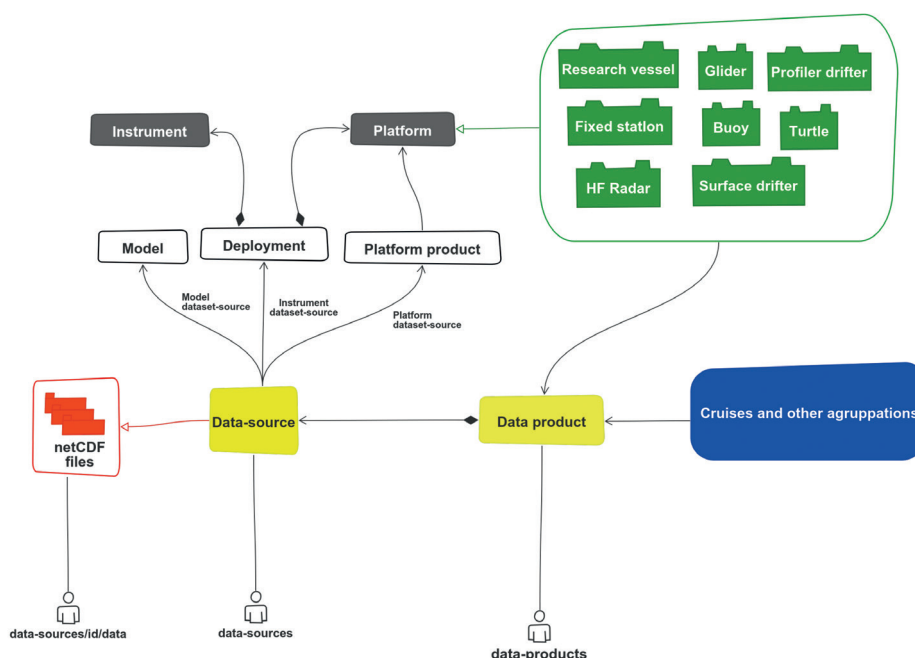 Research vessel
Glider
Profiler drifter
Fixed station
Buoy
Turtle
HF Radar
Surface drifter
Instrument
Platform
Model
Deployment
Platform product
Model
dataset-source
Instrument
dataset-source
Platform
dataset-source
netCDF
files
Data-source
Data product
Cruises and other agruppations
data-sources/id/data
data-sources
data-products